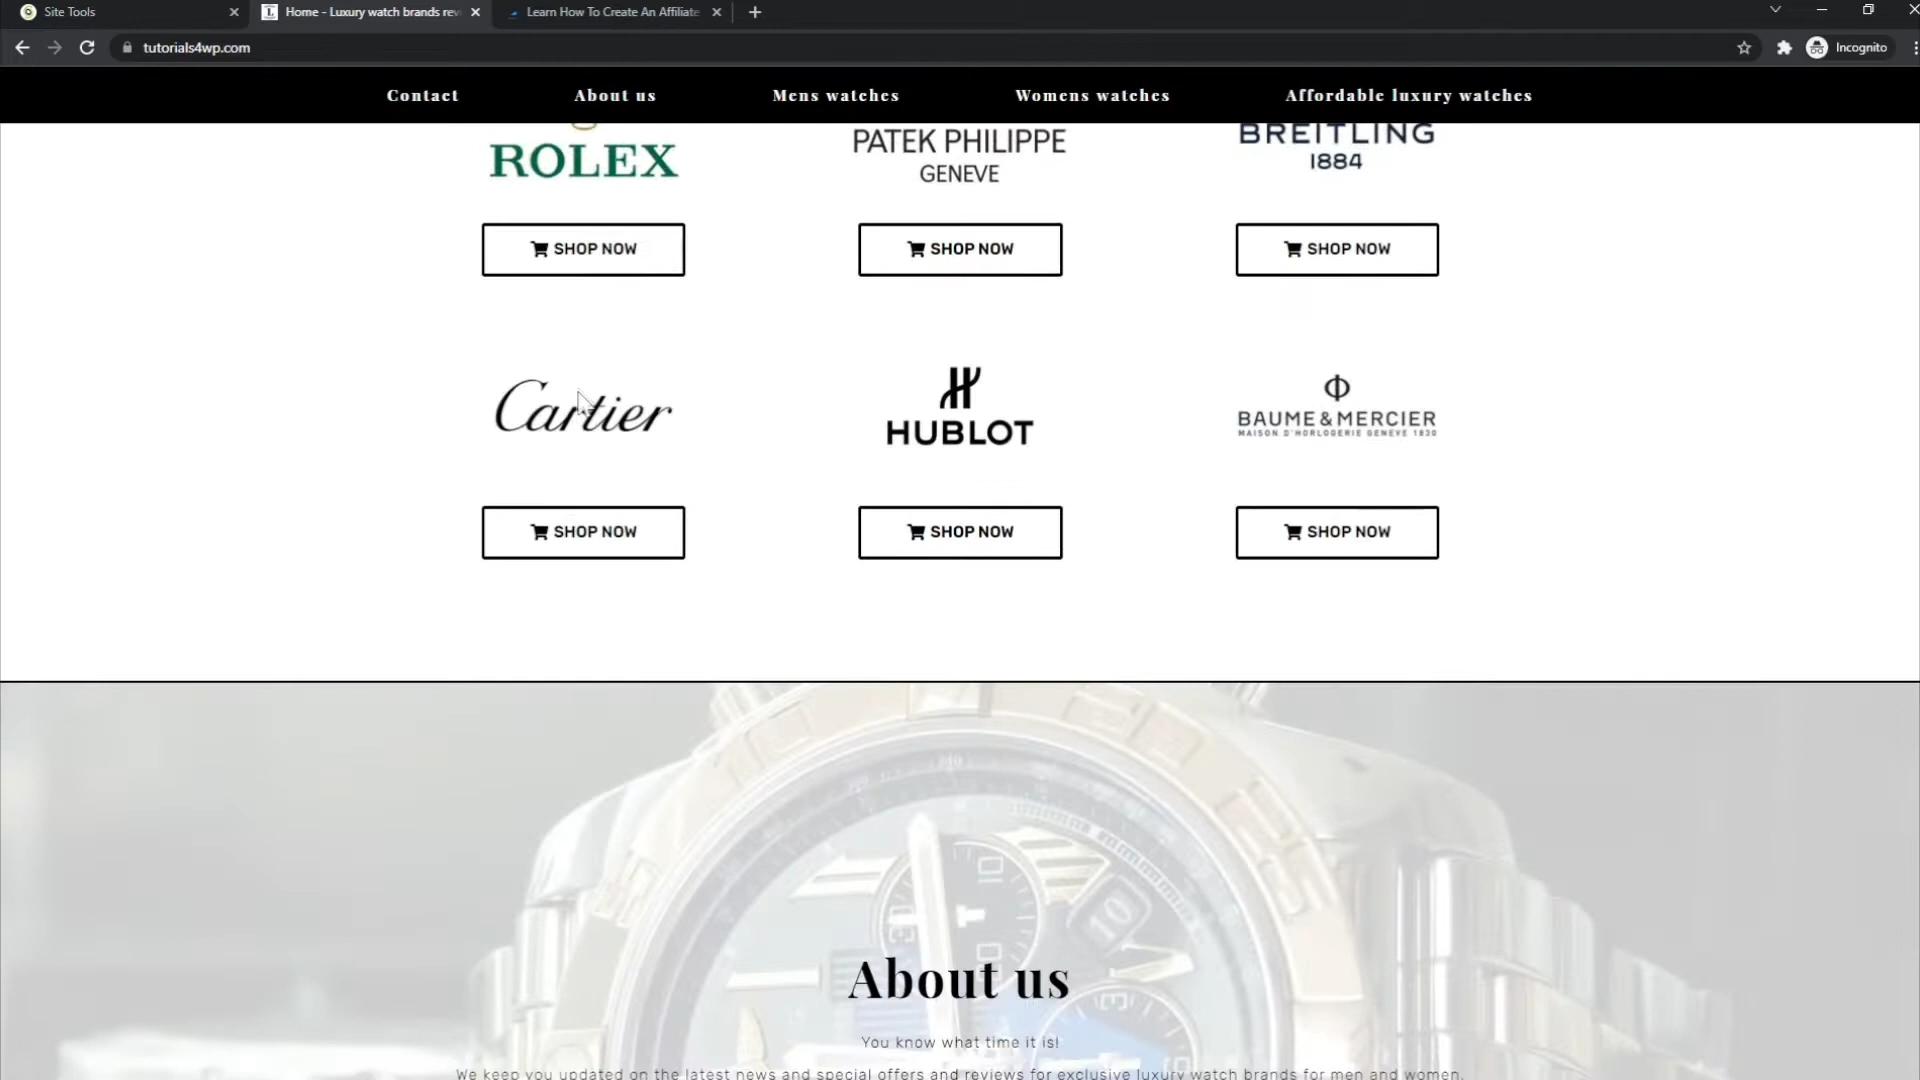 Site Tools
Home - Luxury watch brands rev
Learn How To Create An Affiliate
tutorials4wp.com
Incognito
Contact
About us
Mens watches
Womens watches
Affordable luxury watches
ROLEX
PATEK PHILIPPE
GENEVE
BREITLING
1884
SHOP NOW
SHOP NOW
SHOP NOW
Cartier
HUBLOT
BAUME & MERCIER
MAISON D'HORLOGERIE GENEVE 1830
SHOP NOW
SHOP NOW
SHOP NOW
About us
You know what time it is!
We keep you updated on the latest news and special offers and reviews for exclusive luxury watch brands for men and women.